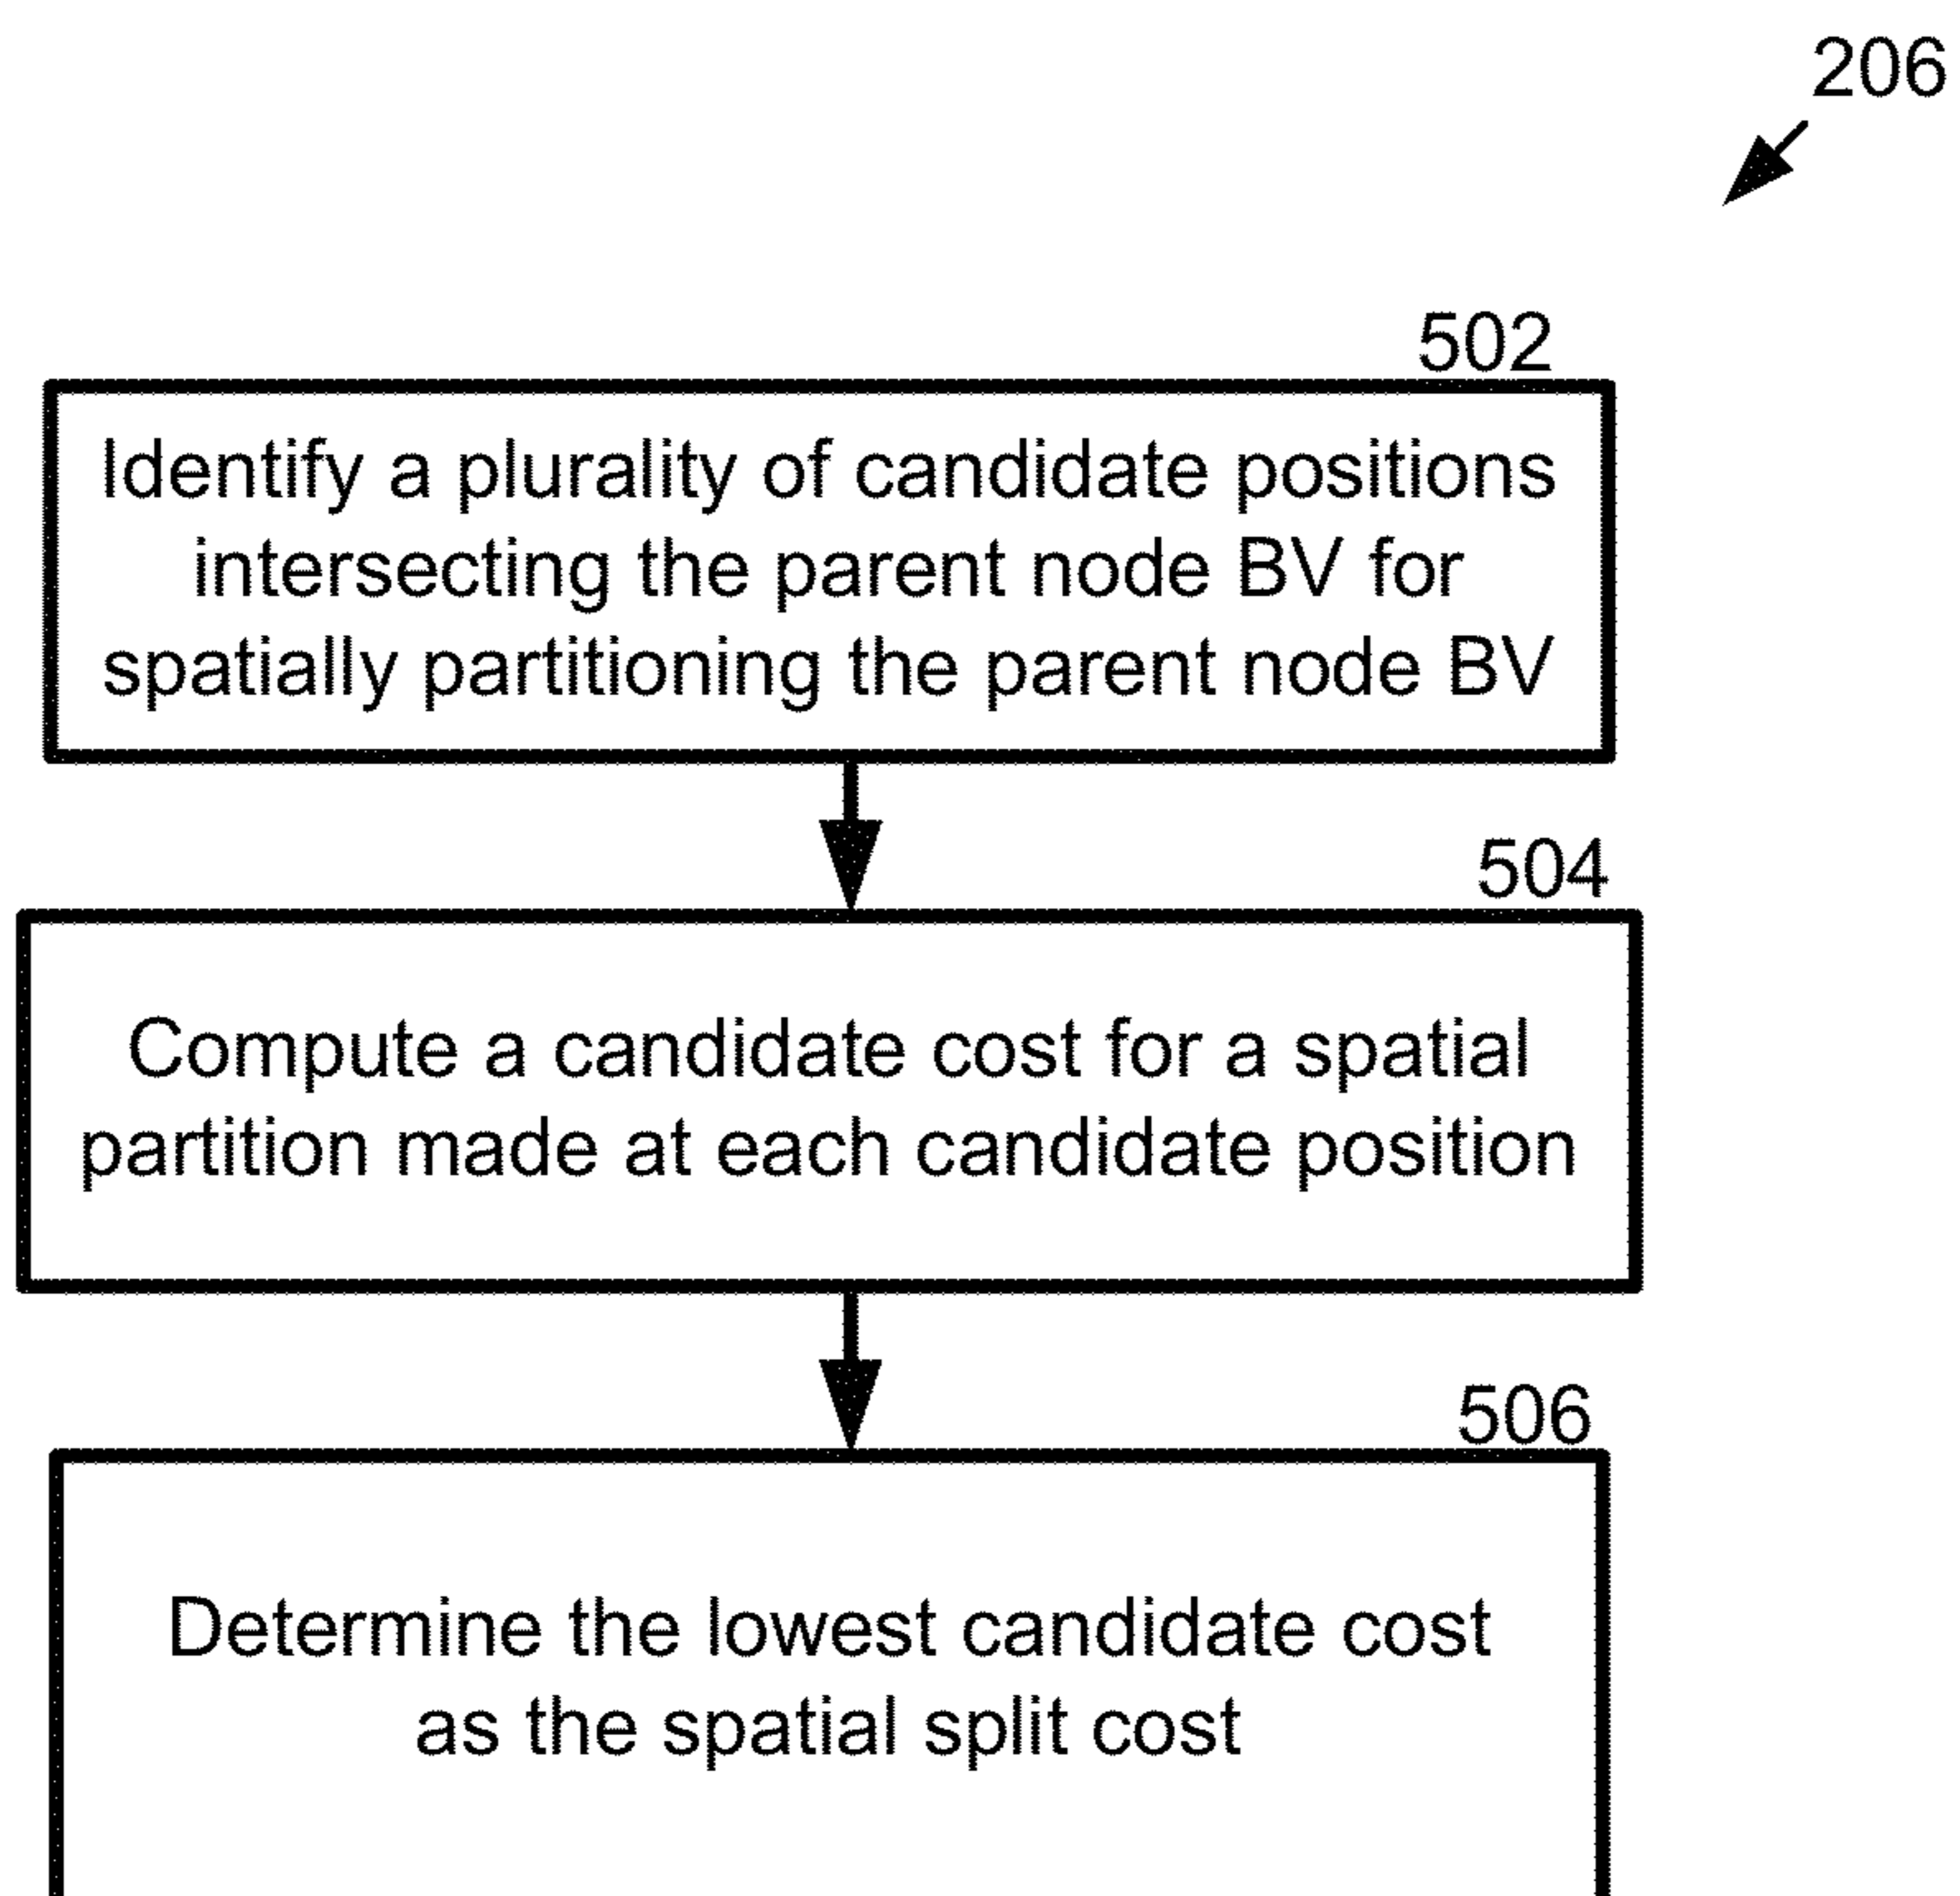 206
502
Identify a plurality of candidate positions
intersecting the parent node BV for
spatially partitioning the parent node BV
504
Compute a candidate cost for a spatial
partition made at each candidate position
506
Determine the lowest candidate cost
as the spatial split cost